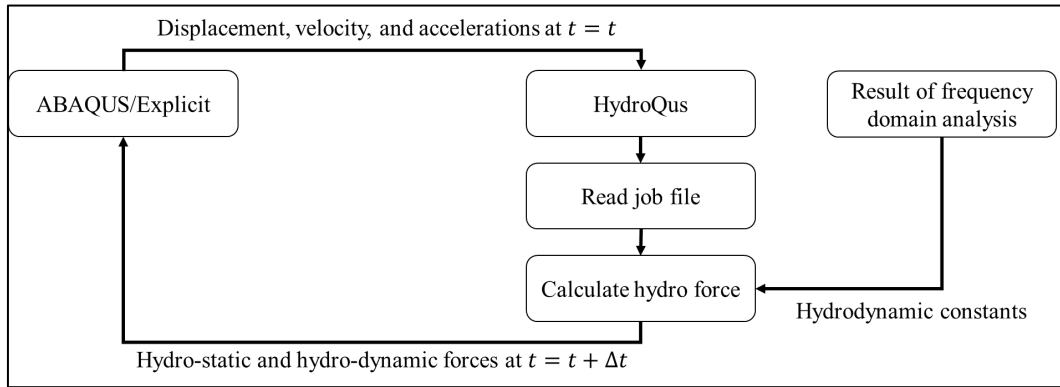 Displacement, velocity, and accelerations at 𝑡 = 𝑡
ABAQUS/Explicit
HydroQus
Result of frequency
domain analysis
Read job file
Calculate hydro force
Hydrodynamic constants
Hydro-static and hydro-dynamic forces at 𝑡 = 𝑡 + Δ𝑡